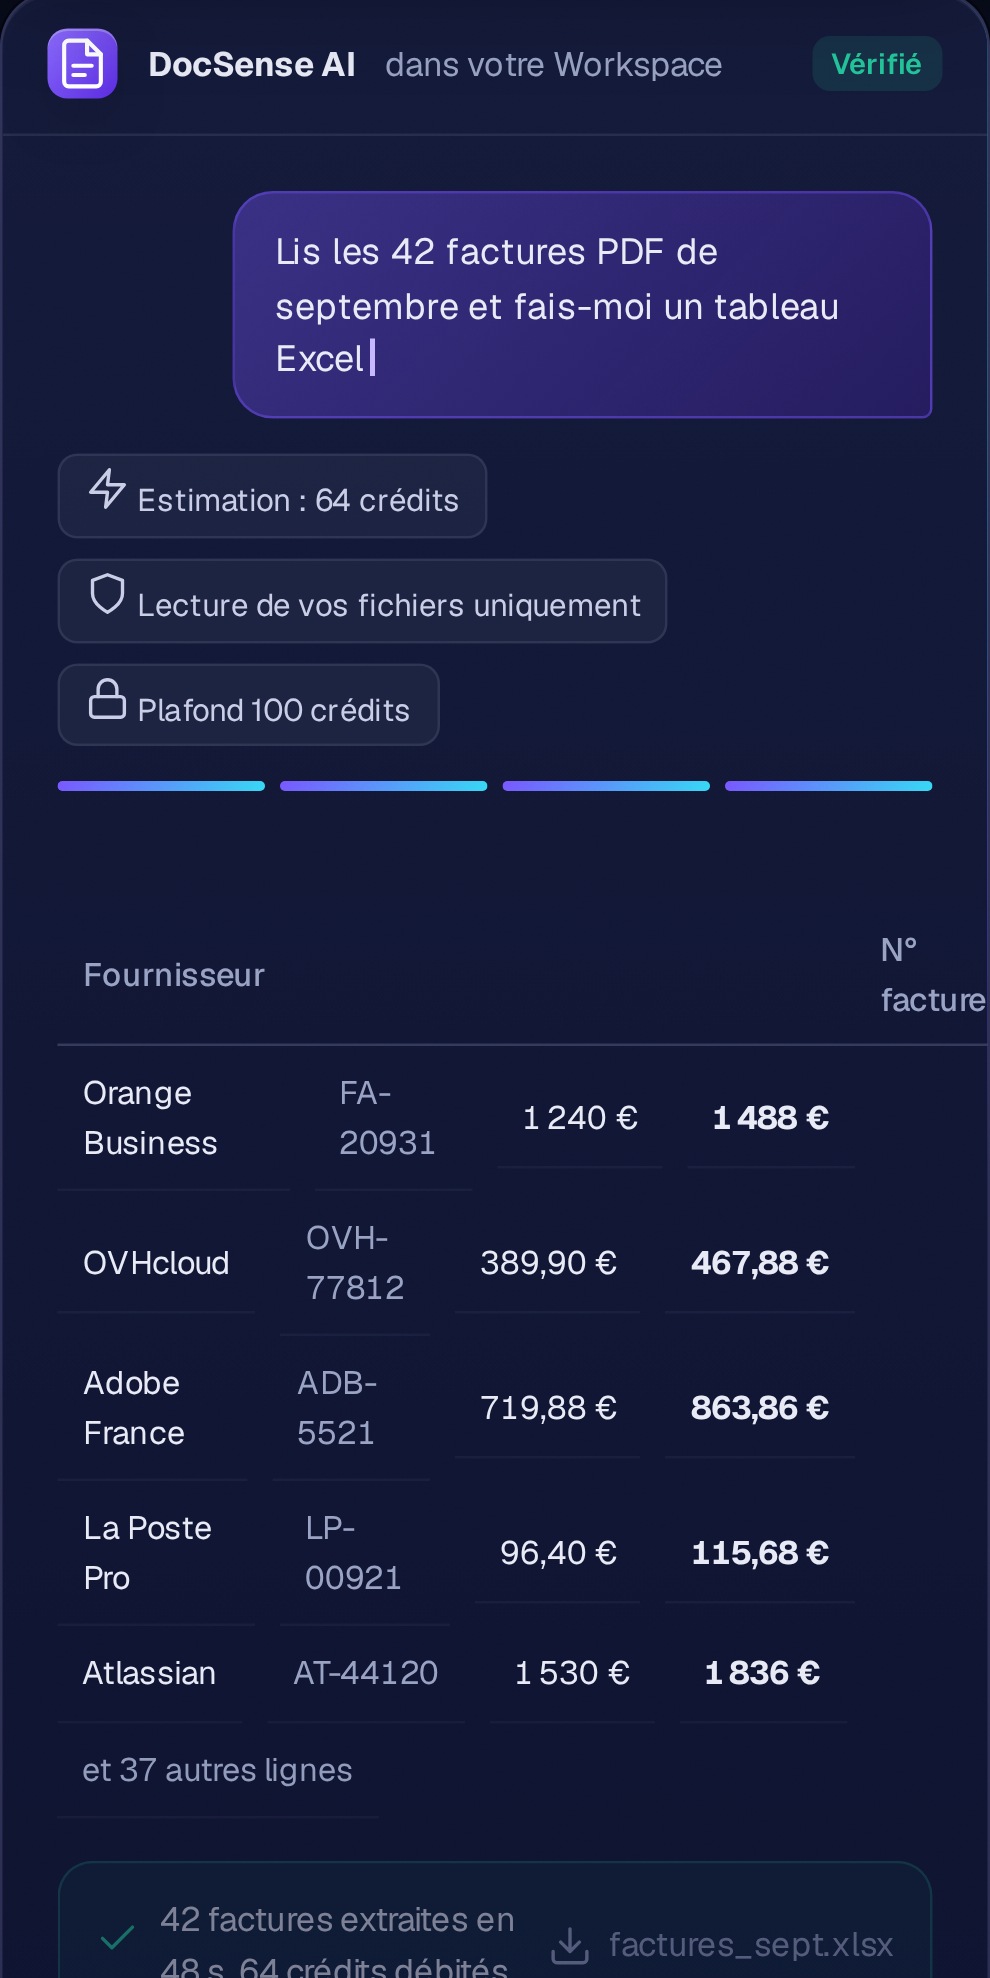 DocSense AI dans votre Workspace Vérifié
Lis les 42 factures PDF de
septembre et fais-moi un tableau
Excel
Estimation : 64 crédits
Lecture de vos fichiers uniquement
Plafond 100 crédits
Fournisseur
N°
facture
Orange
Business
FA-
20931
1 240 €
1 488 €
OVHcloud
OVH-
77812
389,90 €
467,88 €
Adobe
France
ADB-
5521
719,88 €
863,86 €
La Poste
Pro
LP-
00921
96,40 €
115,68 €
Atlassian
AT-44120
1 530 €
1 836 €
et 37 autres lignes
42 factures extraites en
48 s, 64 crédits débités
factures_sept.xlsx